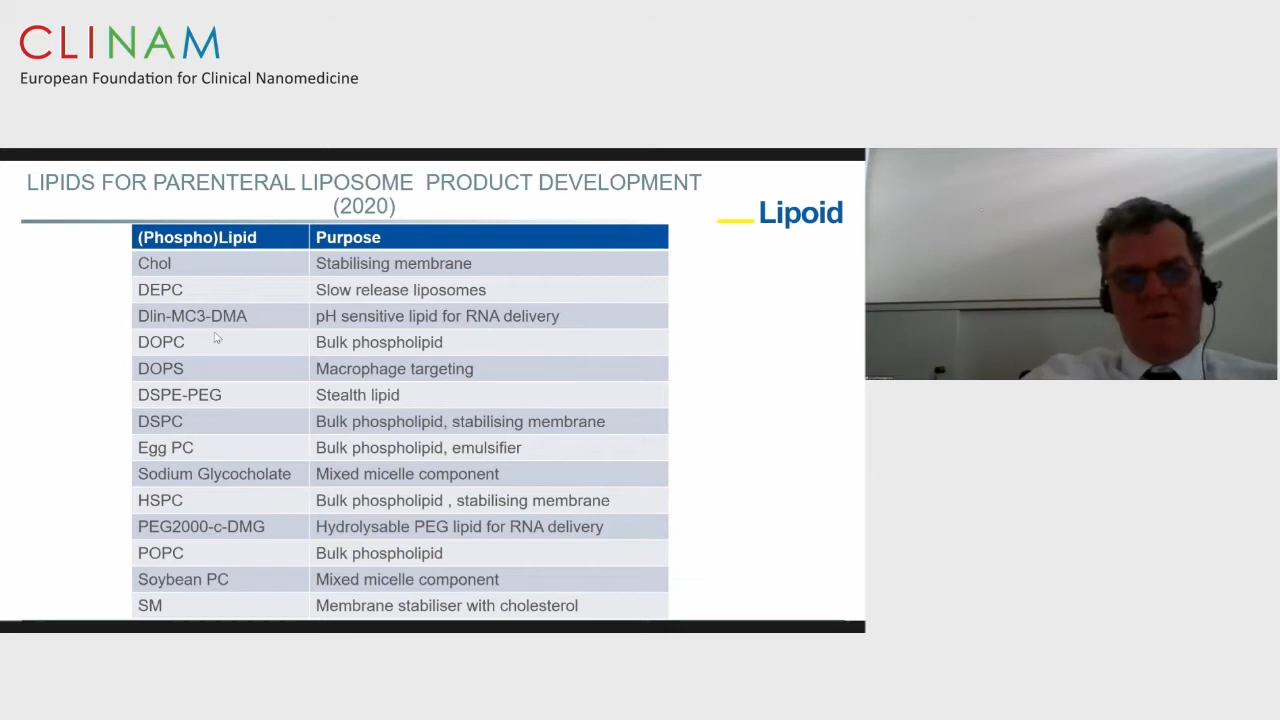 CLINAM
European Foundation for Clinical Nanomedicine
LIPIDS FOR PARENTERAL LIPOSOME PRODUCT DEVELOPMENT
(2020)
Lipoid
(Phospho)Lipid Purpose
Chol Stabilising membrane
DEPC Slow release liposomes
Dlin-MC3-DMA pH sensitive lipid for RNA delivery
DOPC Bulk phospholipid
DOPS Macrophage targeting
DSPE-PEG Stealth lipid
DSPC Bulk phospholipid, stabilising membrane
Egg PC Bulk phospholipid, emulsifier
Sodium Glycocholate Mixed micelle component
HSPC Bulk phospholipid , stabilising membrane
PEG2000-c-DMG Hydrolysable PEG lipid for RNA delivery
POPC Bulk phospholipid
Soybean PC Mixed micelle component
SM Membrane stabiliser with cholesterol